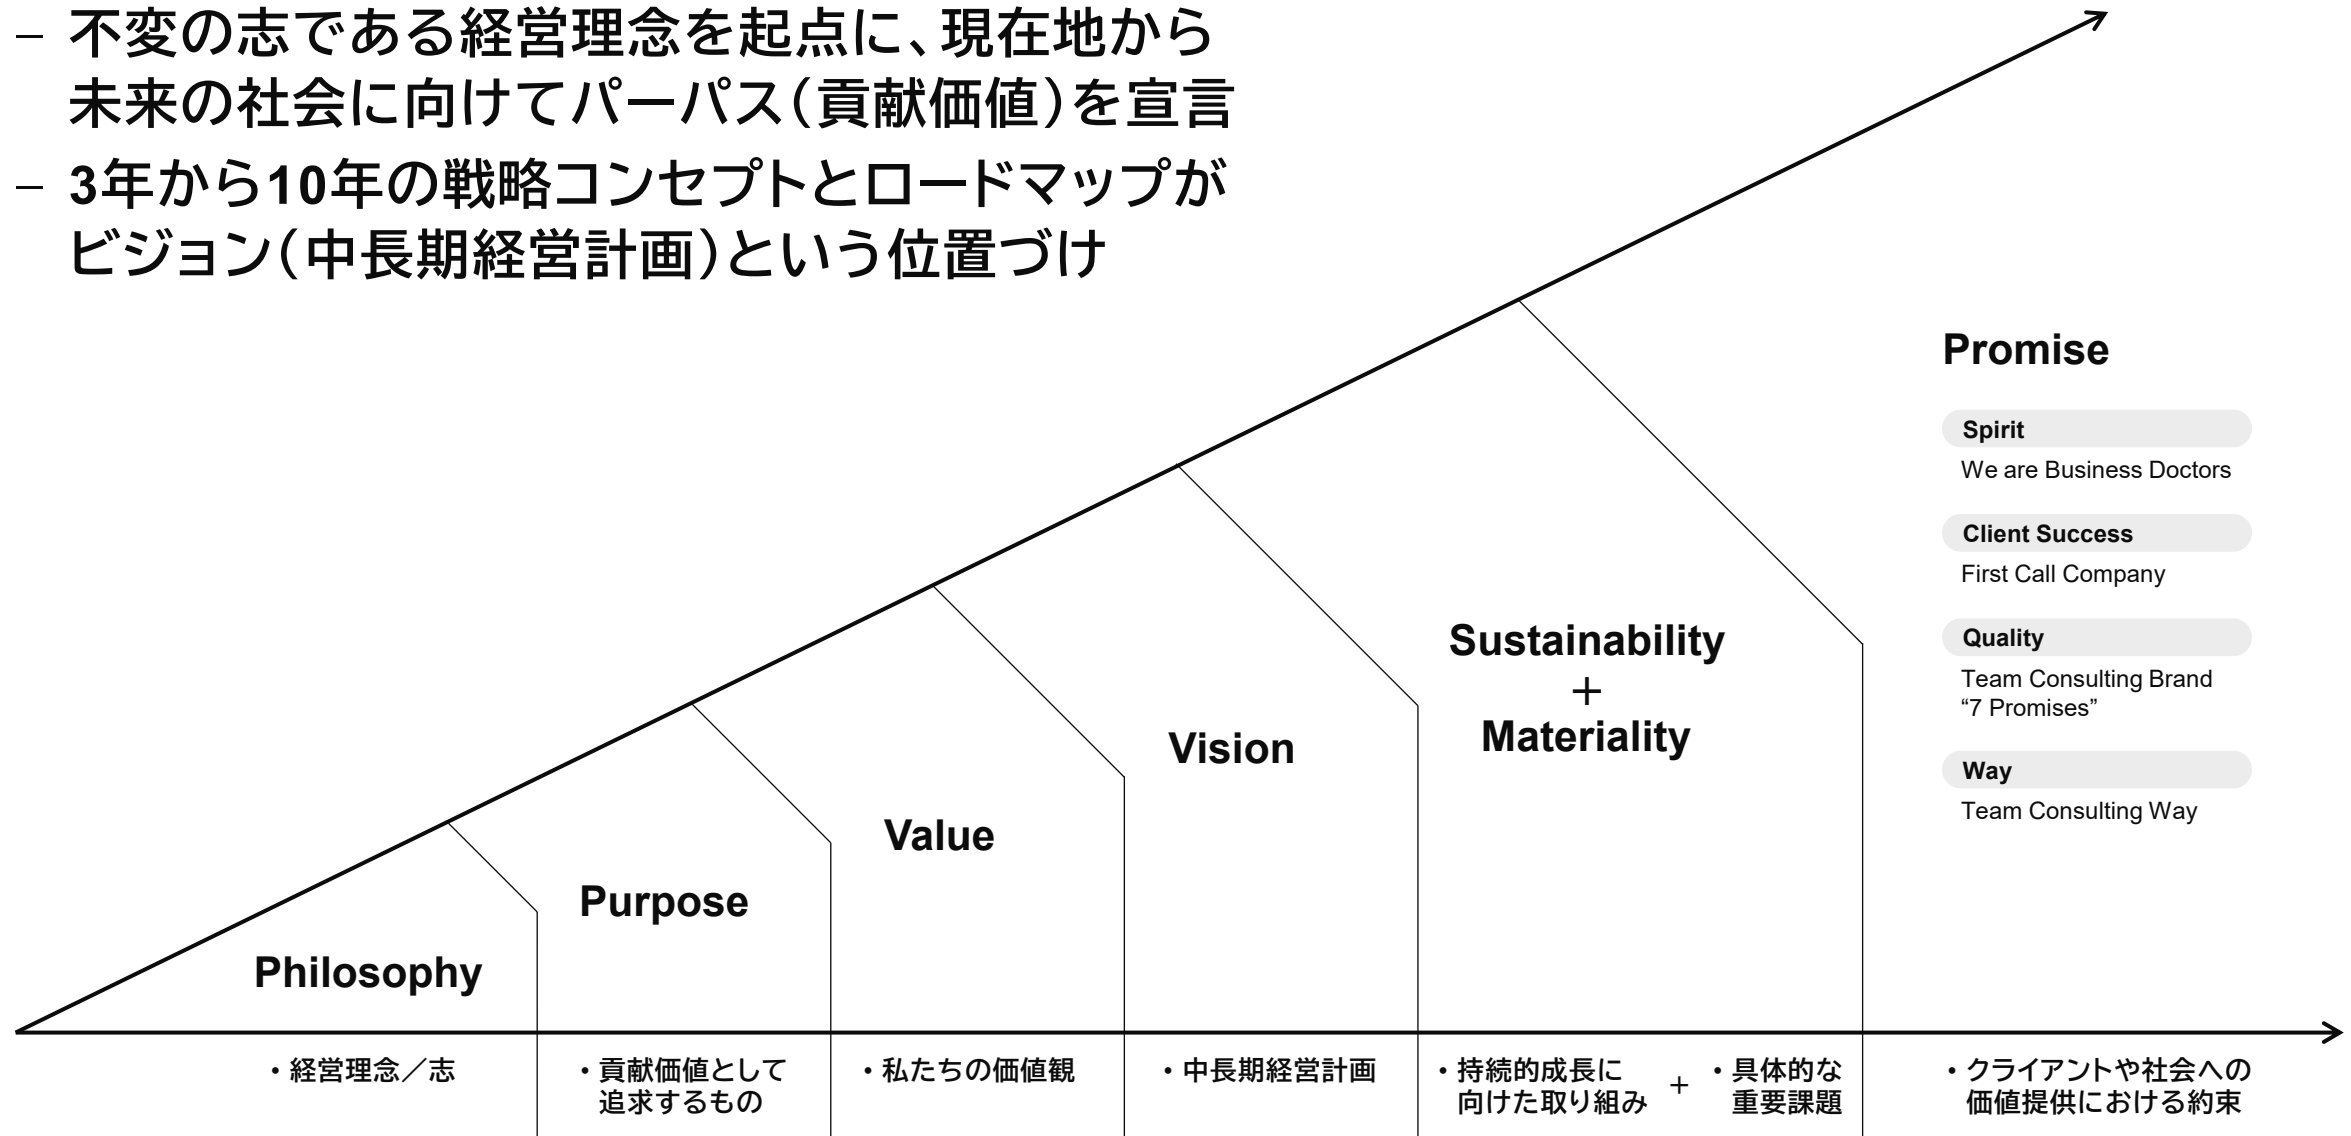 – 不変の志である経営理念を起点に、現在地から
未来の社会に向けてパーパス(貢献価値)を宣言
– 3年から10年の戦略コンセプトとロードマップが
ビジョン(中長期経営計画)という位置づけ
Philosophy
Purpose
Value
Vision
Sustainability
＋
Materiality
Promise
Spirit
We are Business Doctors
Client Success
First Call Company
Quality
Team Consulting Brand
“7 Promises”
Way
Team Consulting Way
・経営理念／志
・貢献価値として
追求するもの
・私たちの価値観
・中長期経営計画
・持続的成長に
向けた取り組み
＋
・具体的な
重要課題
・クライアントや社会への
価値提供における約束